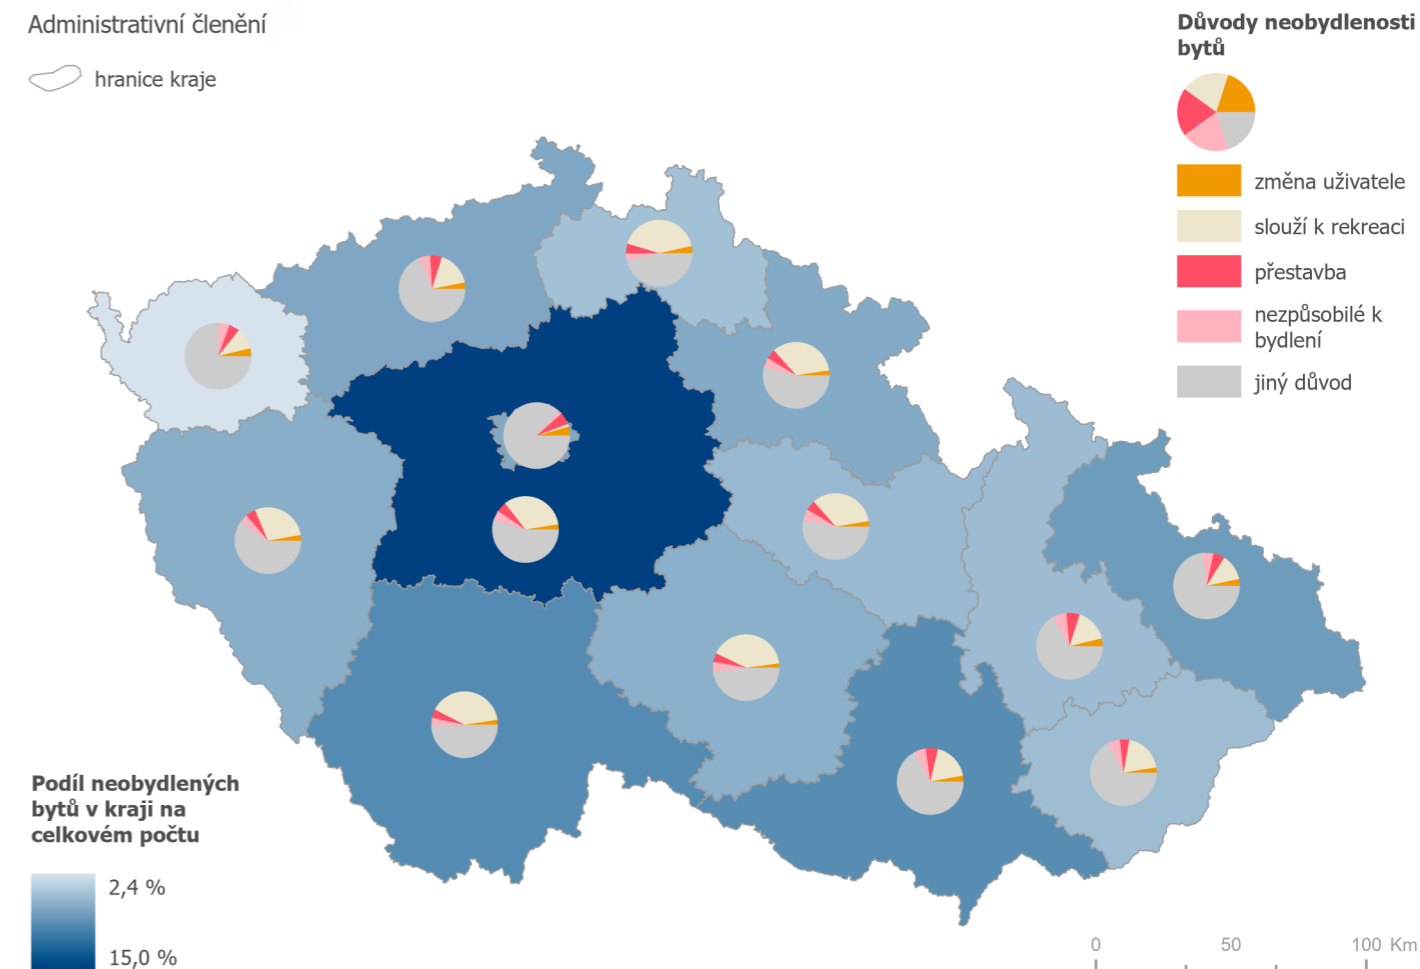 Administrativní členění
hranice kraje
Důvody neobydlenosti
bytů
změna uživatele
slouží k rekreaci
přestavba
nezpůsobilé k
bydlení
jiný důvod
Podíl neobydlených
bytů v kraji na
celkovém počtu
2,4 %
15,0 %
0 50 100 Km